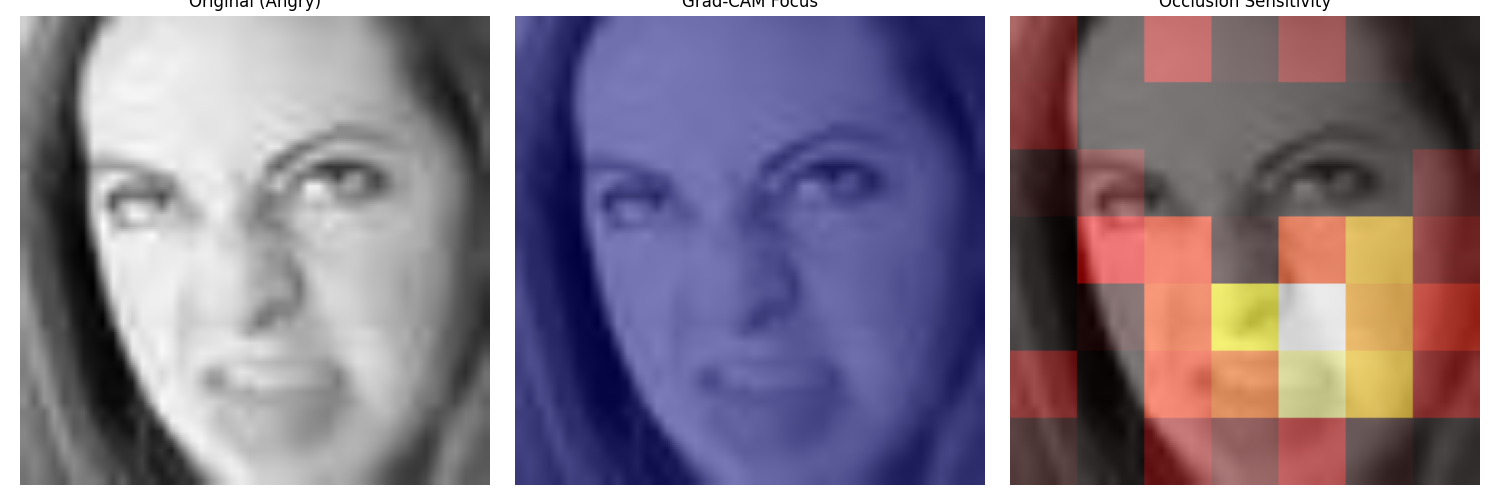 Original (Angry)
Grad-CAM Focus
Occlusion Sensitivity